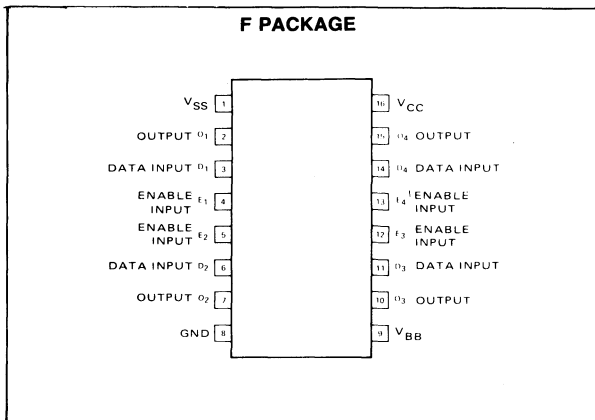 F PACKAGE
VSS 1
16 VCC
OUTPUT O1 2
15 O4 OUTPUT
DATA INPUT D1 3
14 D4 DATA INPUT
ENABLE INPUT E1 4
13 E4 ENABLE INPUT
ENABLE INPUT E2 5
12 E3 ENABLE INPUT
DATA INPUT D2 6
11 D3 DATA INPUT
OUTPUT O2 7
10 O3 OUTPUT
GND 8
9 VBB